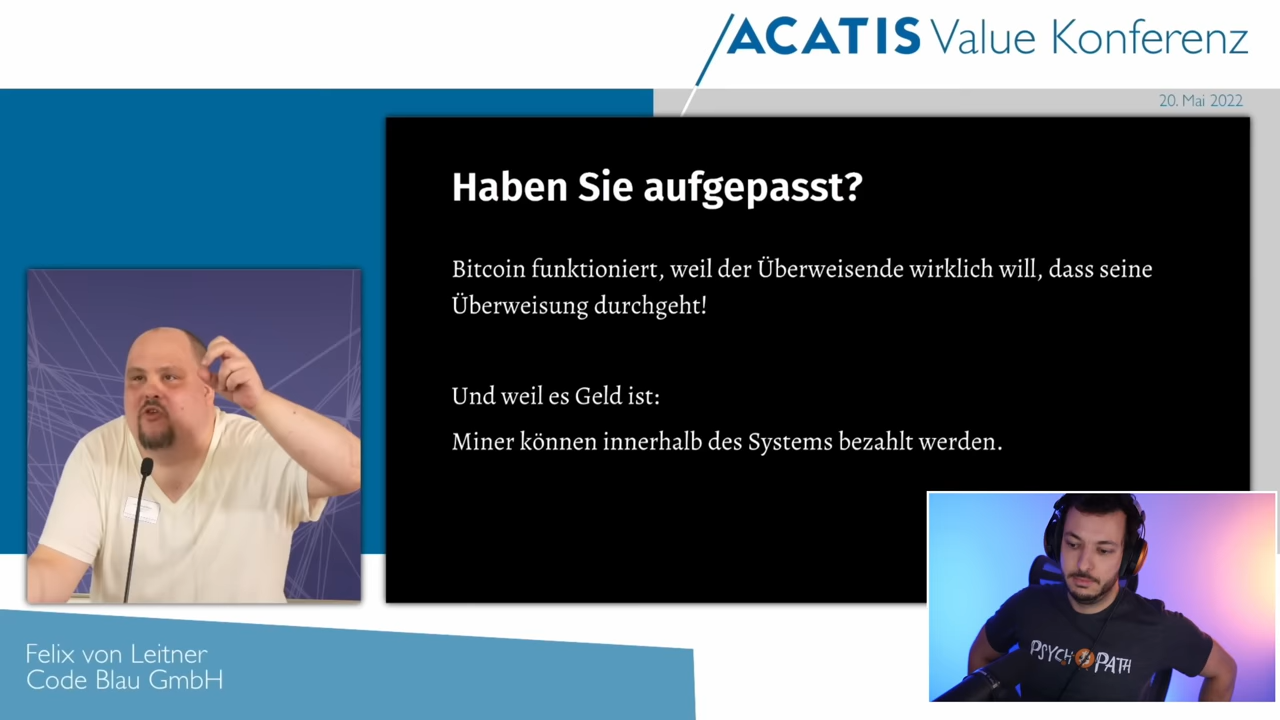 ACATIS Value Konferenz
20. Mai 2022
Haben Sie aufgepasst?
Bitcoin funktioniert, weil der Überweisende wirklich will, dass seine
Überweisung durchgeht!
Und weil es Geld ist:
Miner können innerhalb des Systems bezahlt werden.
PSYCH PATH
Felix von Leitner
Code Blau GmbH